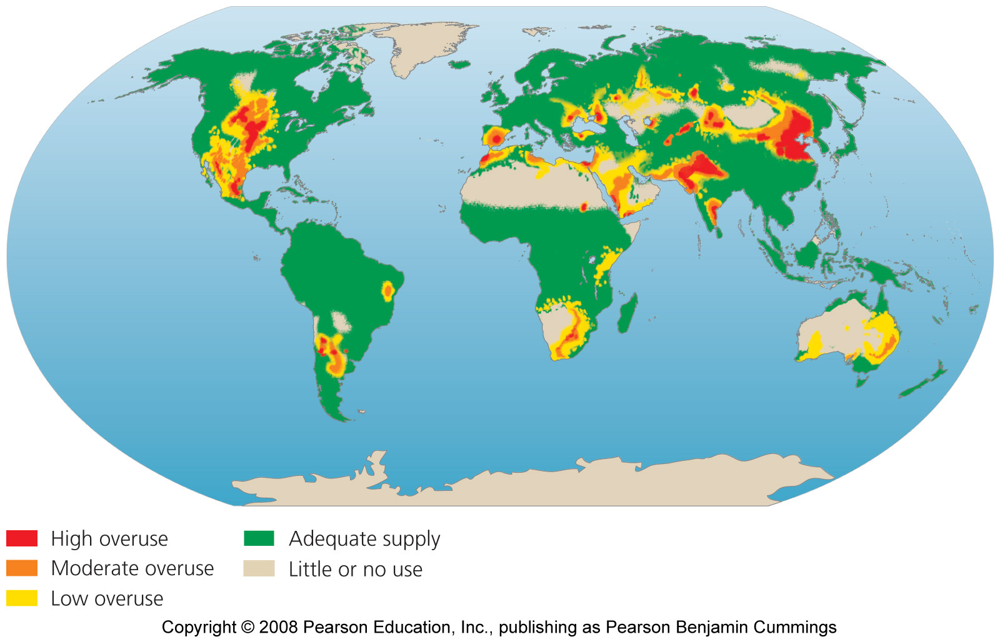 High overuse
Moderate overuse
Low overuse
Adequate supply
Little or no use
Copyright © 2008 Pearson Education, Inc., publishing as Pearson Benjamin Cummings